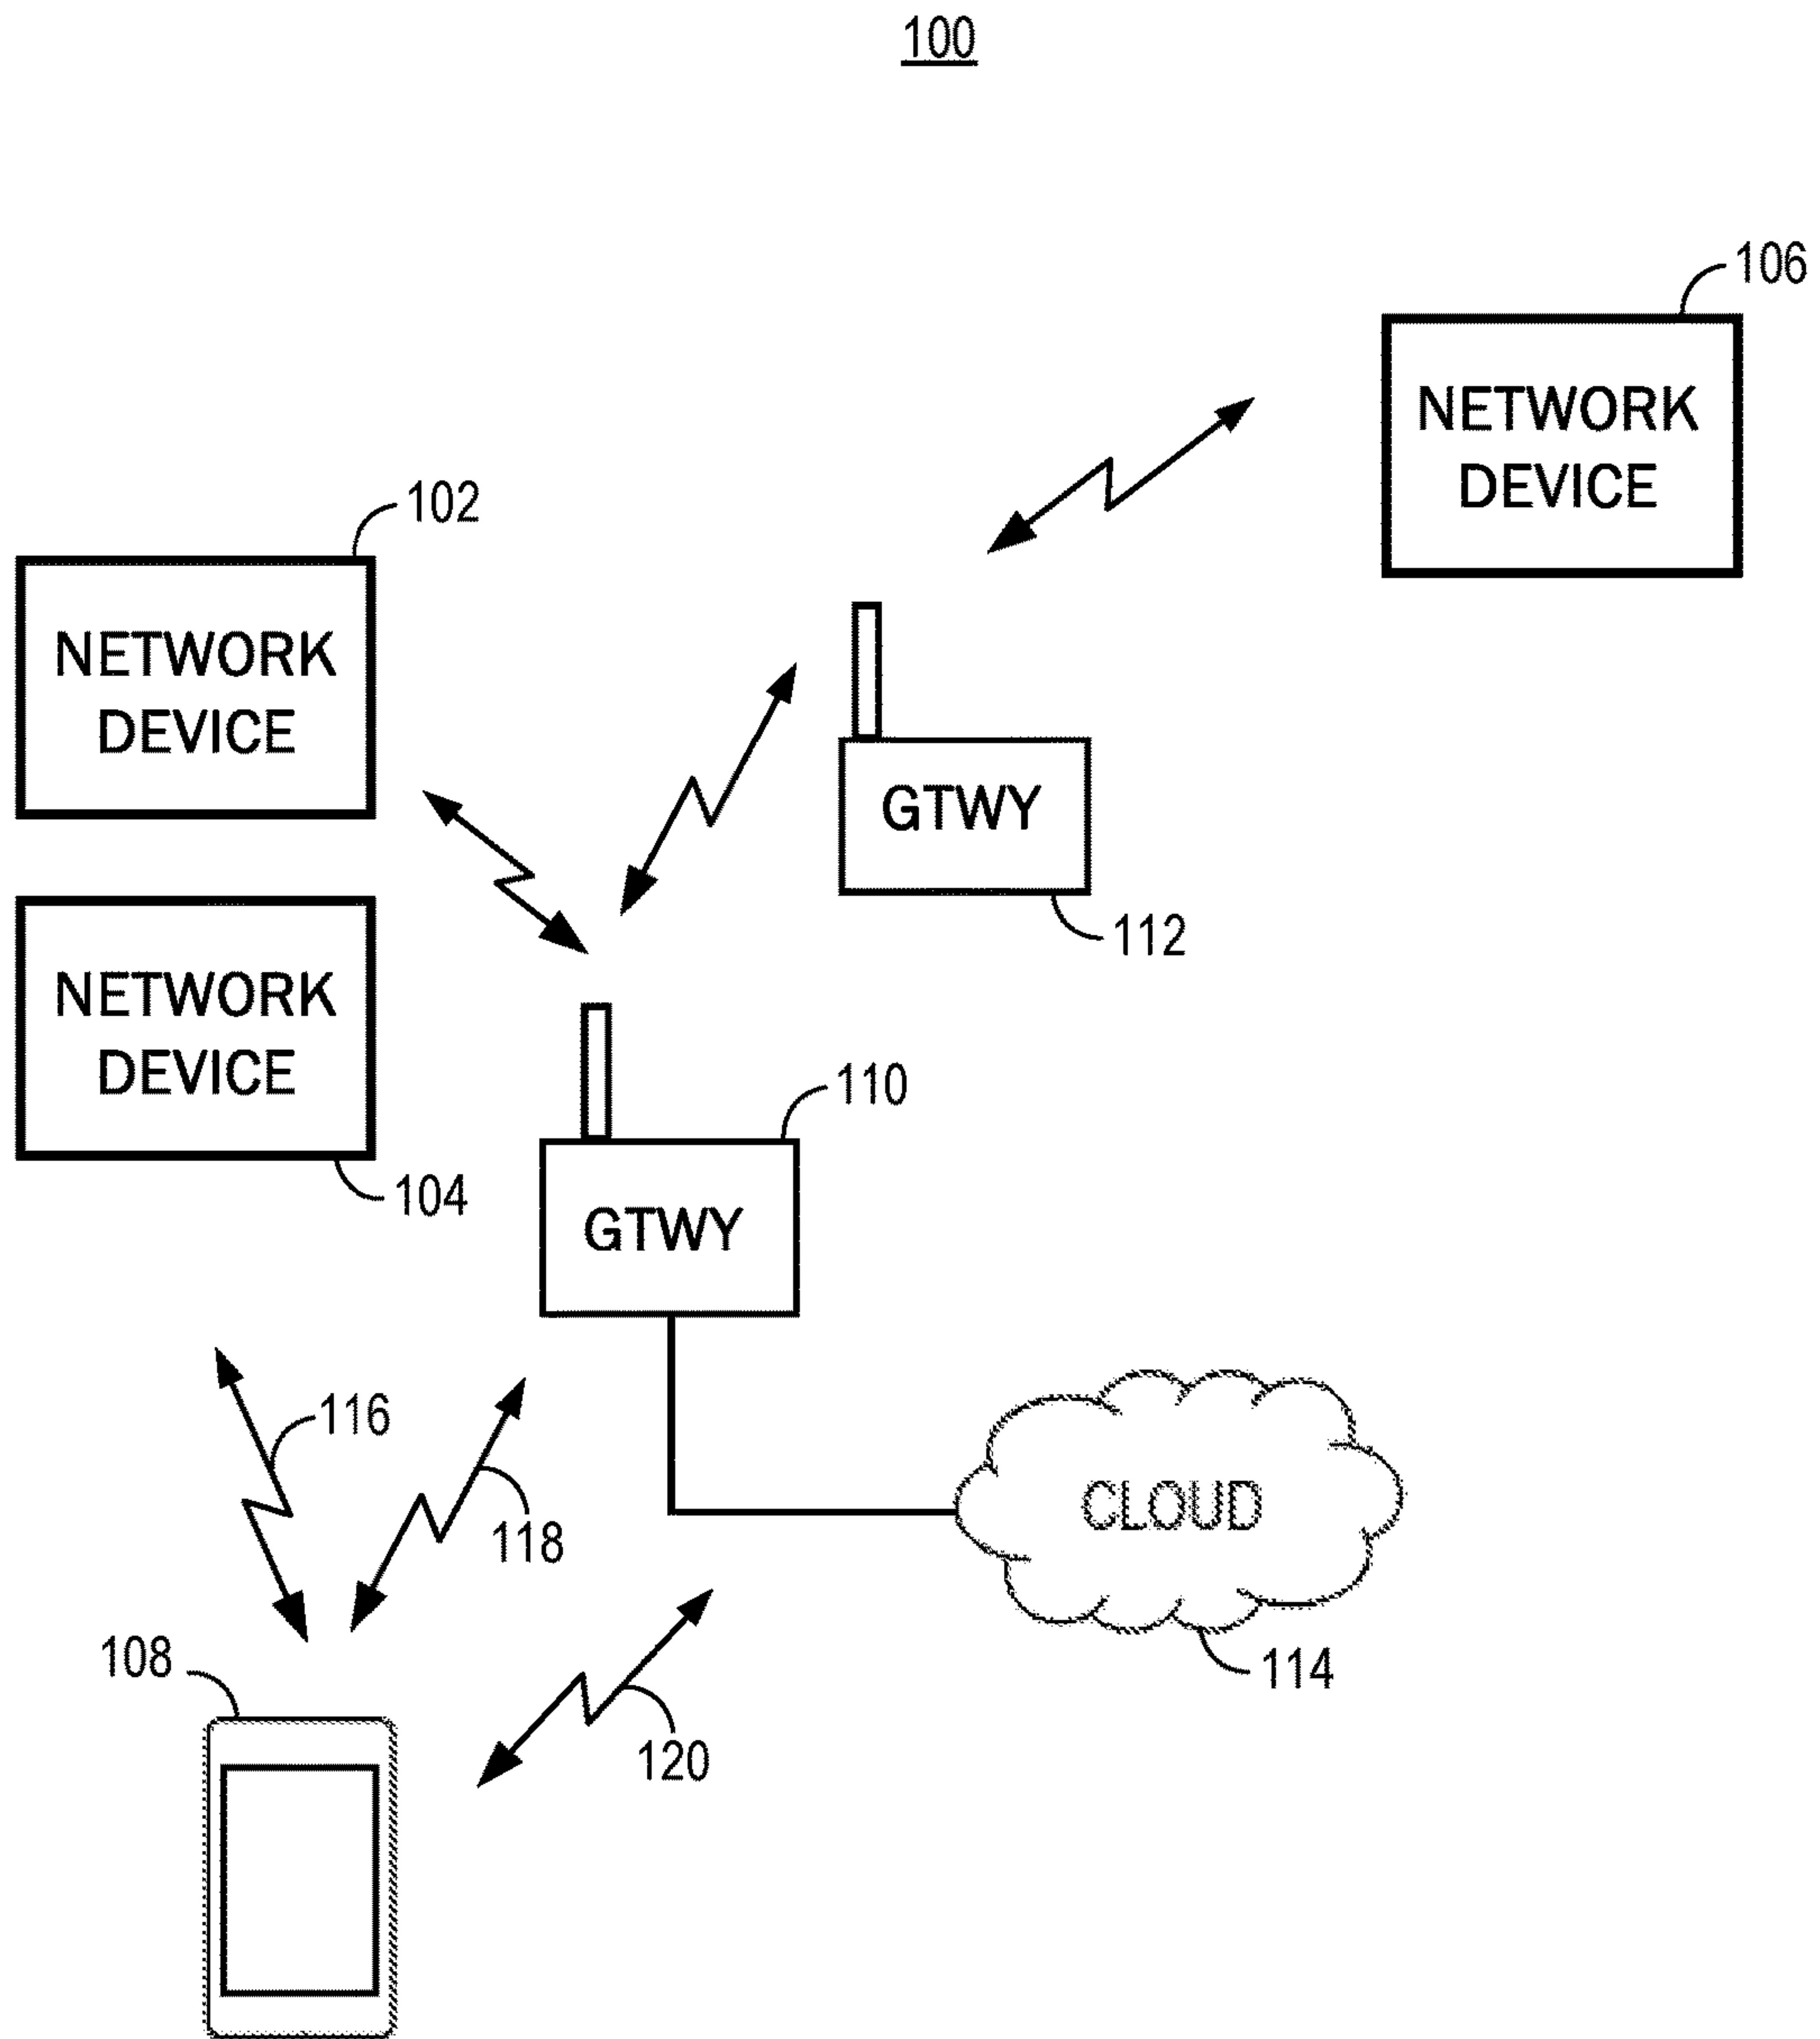 100
106
NETWORK
DEVICE
102
NETWORK
DEVICE
GTWY
112
NETWORK
DEVICE
104
110
GTWY
116
118
CLOUD
114
108
120